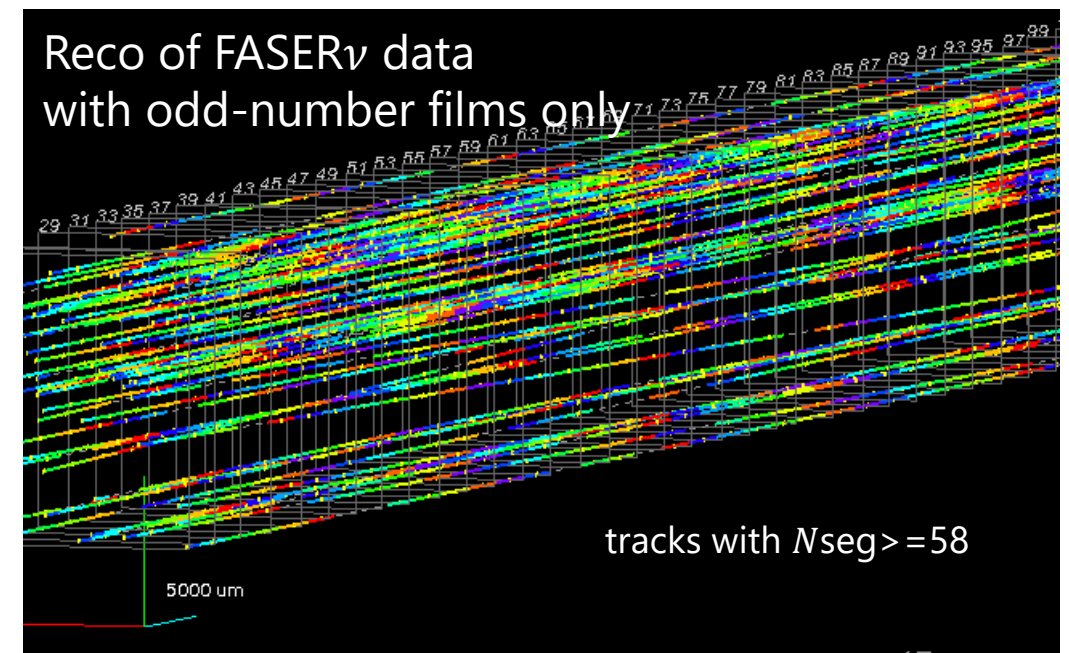 Reco of FASERν data
with odd-number films only
29 31 33 35 37 39 41 43 45 47 49 51 53 55 57 59 61 63 65 71 73 75 77 79 81 83 85 87 89 91 93 95 97 99
tracks with Nseg>=58
5000 um